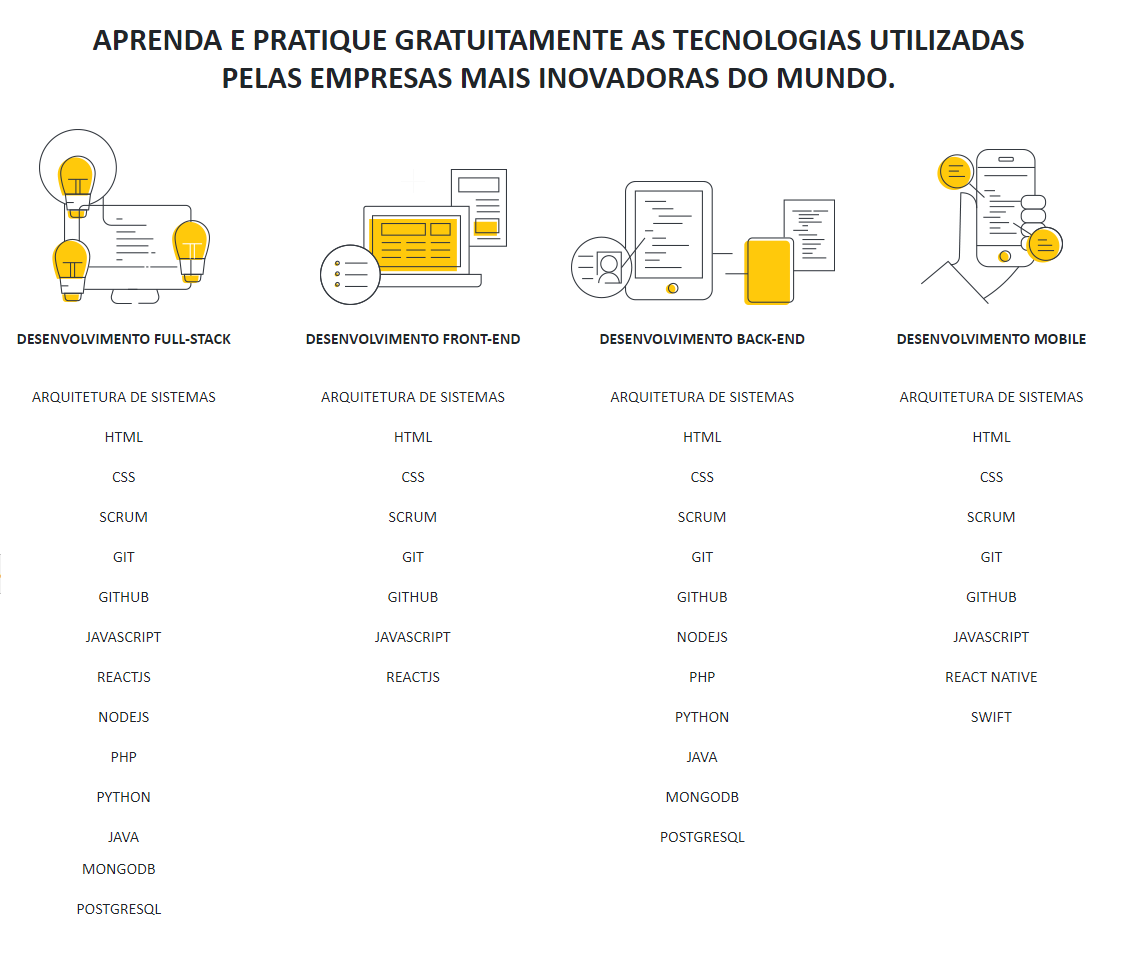 APRENDA E PRATIQUE GRATUITAMENTE AS TECNOLOGIAS UTILIZADAS
PELAS EMPRESAS MAIS INOVADORAS DO MUNDO.
DESENVOLVIMENTO FULL-STACK
ARQUITETURA DE SISTEMAS
HTML
CSS
SCRUM
GIT
GITHUB
JAVASCRIPT
REACTJS
NODEJS
PHP
PYTHON
JAVA
MONGODB
POSTGRESQL
DESENVOLVIMENTO FRONT-END
ARQUITETURA DE SISTEMAS
HTML
CSS
SCRUM
GIT
GITHUB
JAVASCRIPT
REACTJS
DESENVOLVIMENTO BACK-END
ARQUITETURA DE SISTEMAS
HTML
CSS
SCRUM
GIT
GITHUB
NODEJS
PHP
PYTHON
JAVA
MONGODB
POSTGRESQL
DESENVOLVIMENTO MOBILE
ARQUITETURA DE SISTEMAS
HTML
CSS
SCRUM
GIT
GITHUB
JAVASCRIPT
REACT NATIVE
SWIFT